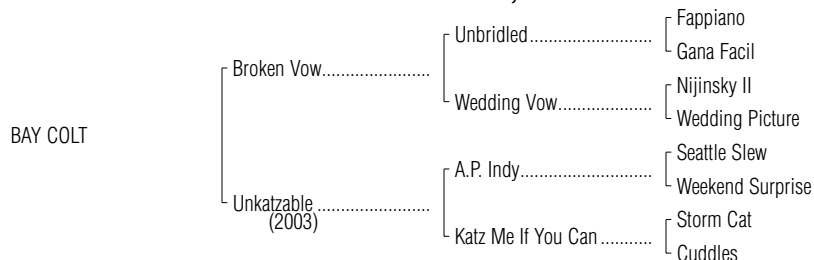 Fappiano
Unbridled..............................
Gana Facil
Broken Vow.......................
Nijinsky II
Wedding Vow.......................
Wedding Picture
BAY COLT
Seattle Slew
A.P. Indy................................
Weekend Surprise
Unkatzable ........................
(2003)
Storm Cat
Katz Me If You Can ...........
Cuddles